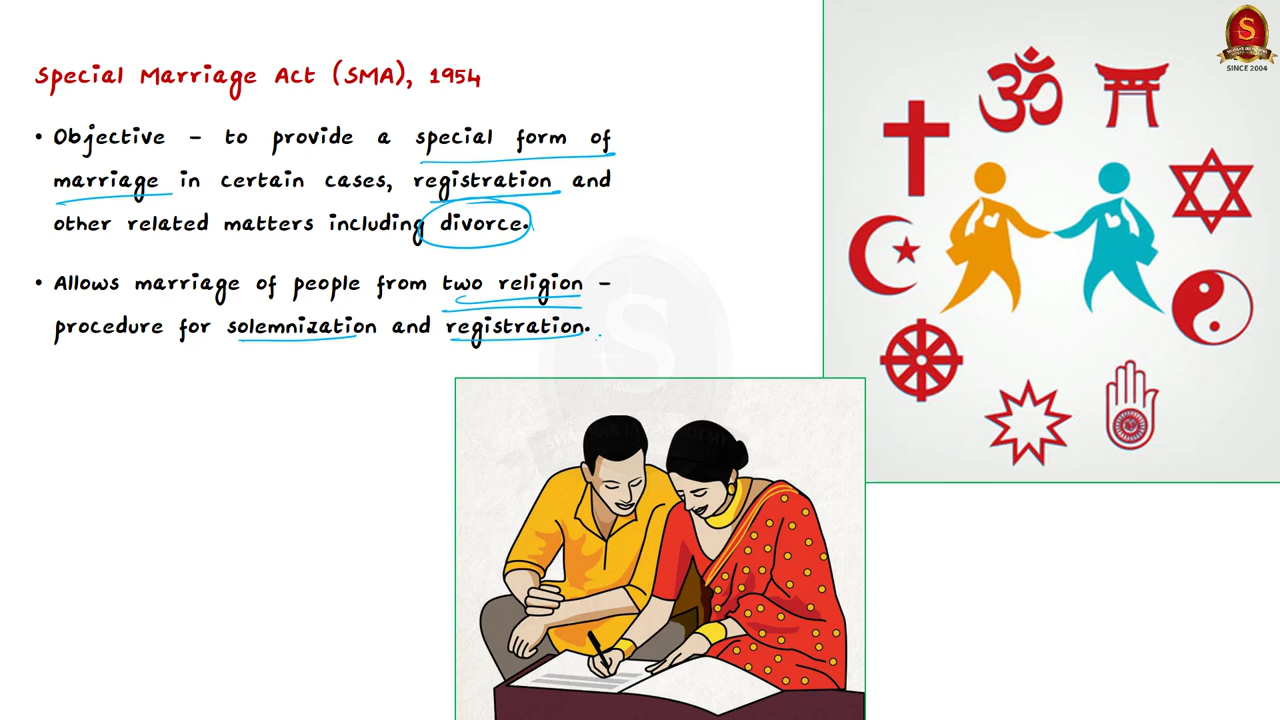 Special Marriage Act (SMA), 1954
• Objective – to provide a special form of
marriage in certain cases, registration and
other related matters including divorce.
• Allows marriage of people from two religion –
procedure for solemnization and registration.
S
SINCE 2004
S